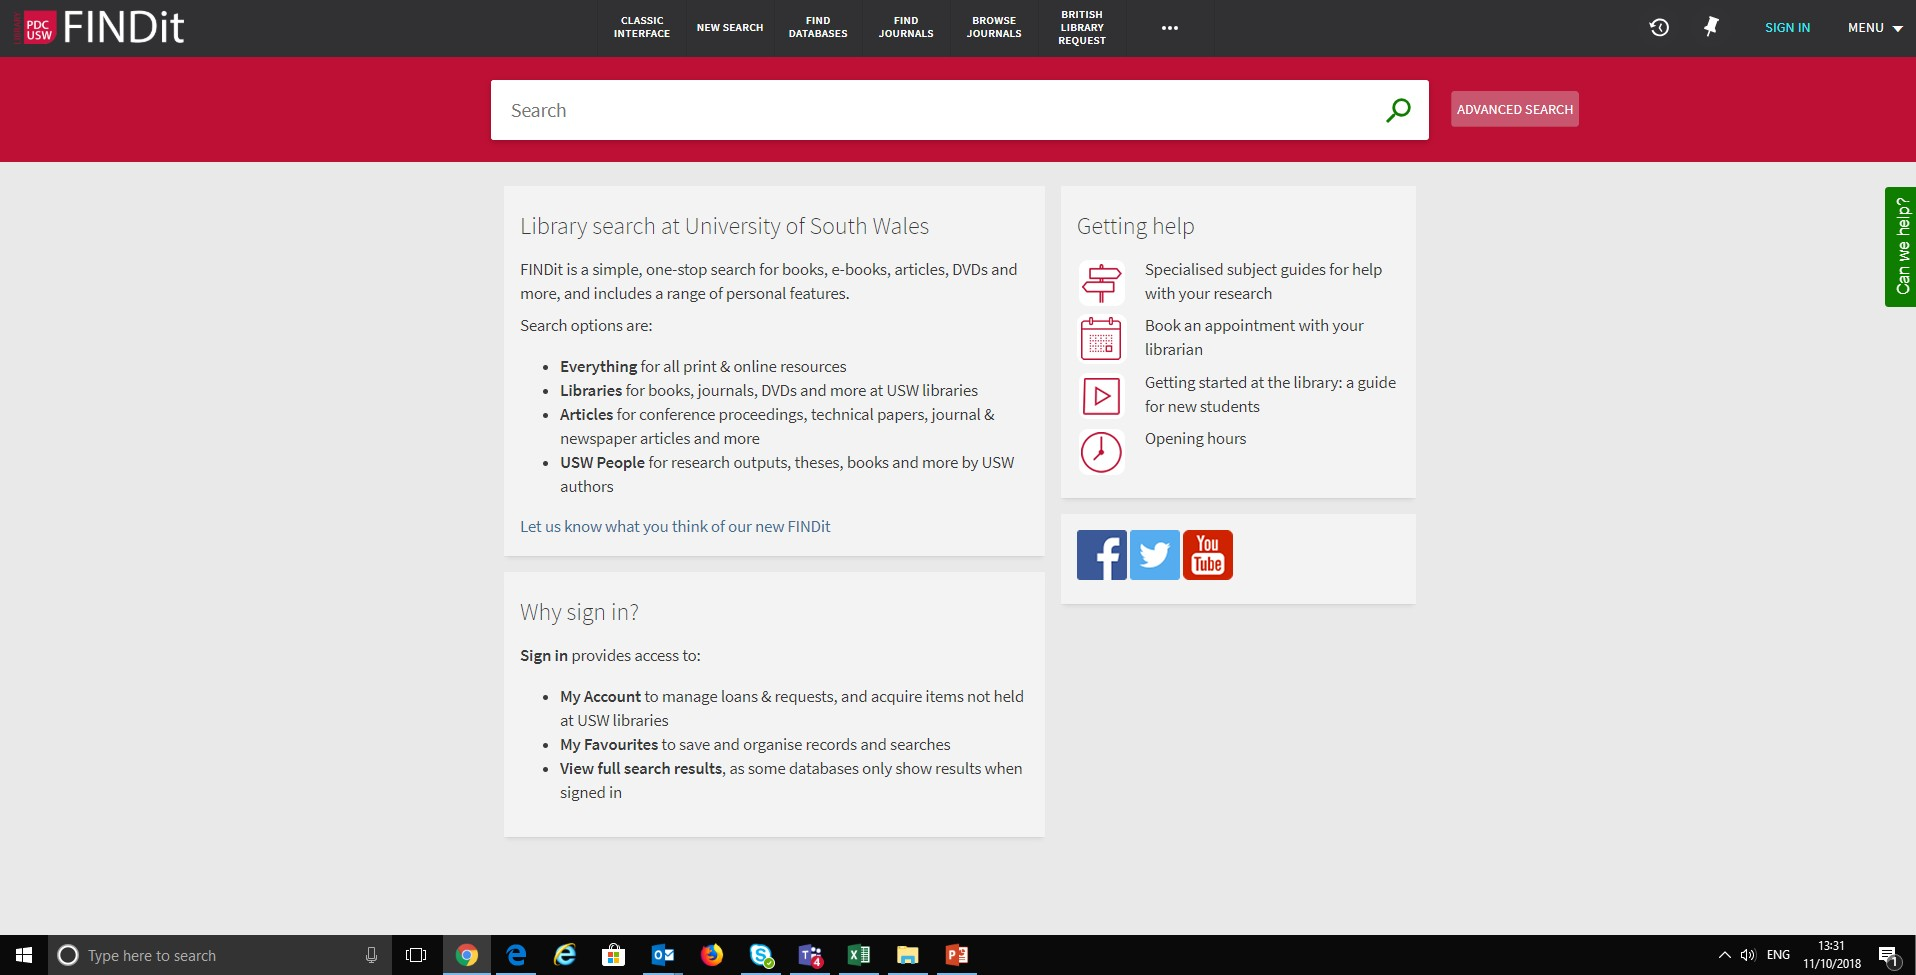 PDC
USW
FINDit
CLASSIC
INTERFACE
NEW SEARCH
FIND
DATABASES
FIND
JOURNALS
BROWSE
JOURNALS
BRITISH
LIBRARY
REQUEST
SIGN IN
MENU
Search
ADVANCED SEARCH
Can we help?
Library search at University of South Wales
FINDit is a simple, one-stop search for books, e-books, articles, DVDs and
more, and includes a range of personal features.
Search options are:
• Everything for all print & online resources
• Libraries for books, journals, DVDs and more at USW libraries
• Articles for conference proceedings, technical papers, journal &
newspaper articles and more
• USW People for research outputs, theses, books and more by USW
authors
Let us know what you think of our new FINDit
Why sign in?
Sign in provides access to:
• My Account to manage loans & requests, and acquire items not held
at USW libraries
• My Favourites to save and organise records and searches
• View full search results, as some databases only show results when
signed in
Getting help
Specialised subject guides for help
with your research
Book an appointment with your
librarian
Getting started at the library: a guide
for new students
Opening hours
You
Tube
Type here to search
4
ENG
13:31
11/10/2018
1